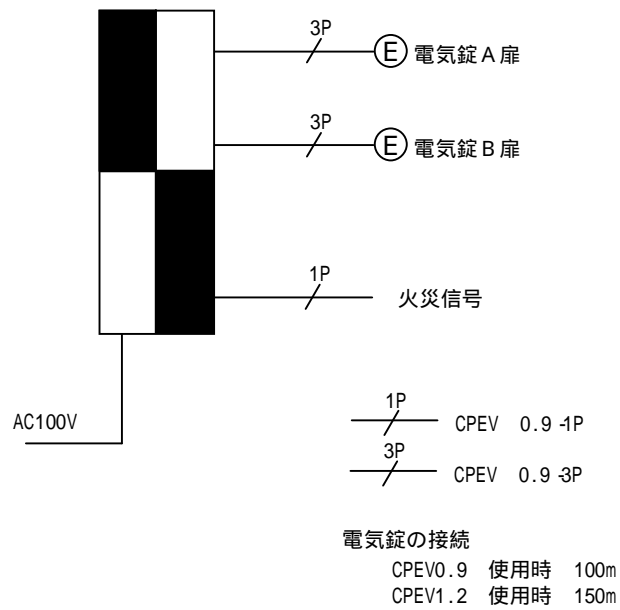 3P
E 電気錠A扉
3P
E 電気錠B扉
1P
火災信号
AC100V
1P
CPEV 0.9-1P
3P
CPEV 0.9-3P
電気錠の接続
CPEV0.9 使用時 100m
CPEV1.2 使用時 150m